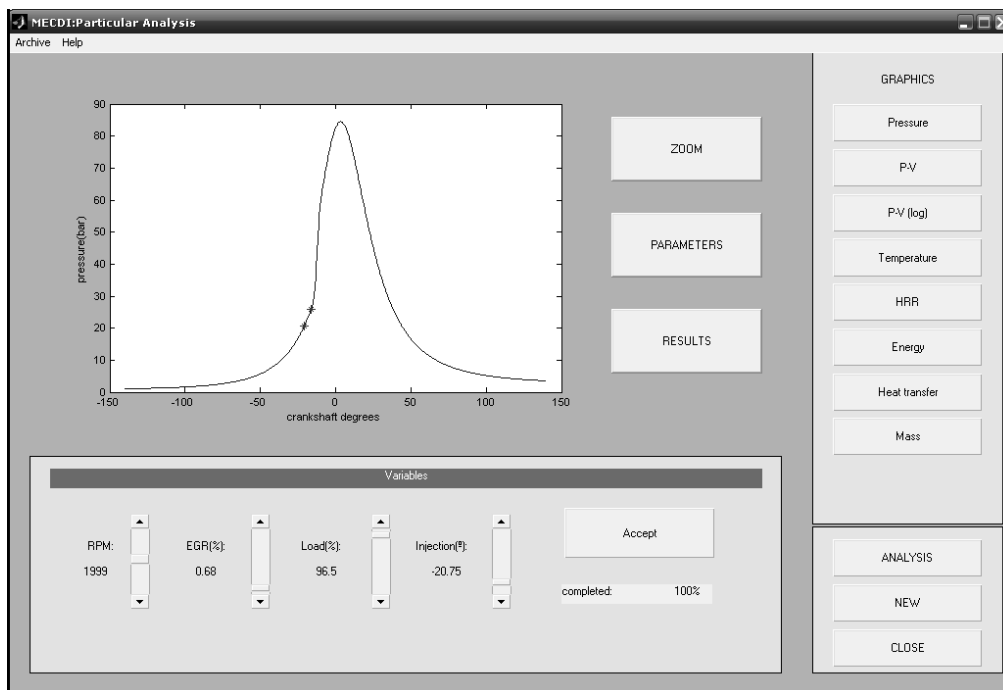 MECDI:Particular Analysis
Archive Help
90
80
70
60
50
40
30
20
10
0
pressure(bar)
-150 -100 -50 0 50 100 150
crankshaft degrees
ZOOM
PARAMETERS
RESULTS
GRAPHICS
Pressure
P-V
P-V (log)
Temperature
HRR
Energy
Heat transfer
Mass
Variables
RPM: EGR(%): Load(%): Injection(º):
1999 0.68 96.5 -20.75
Accept
completed: 100%
ANALYSIS
NEW
CLOSE